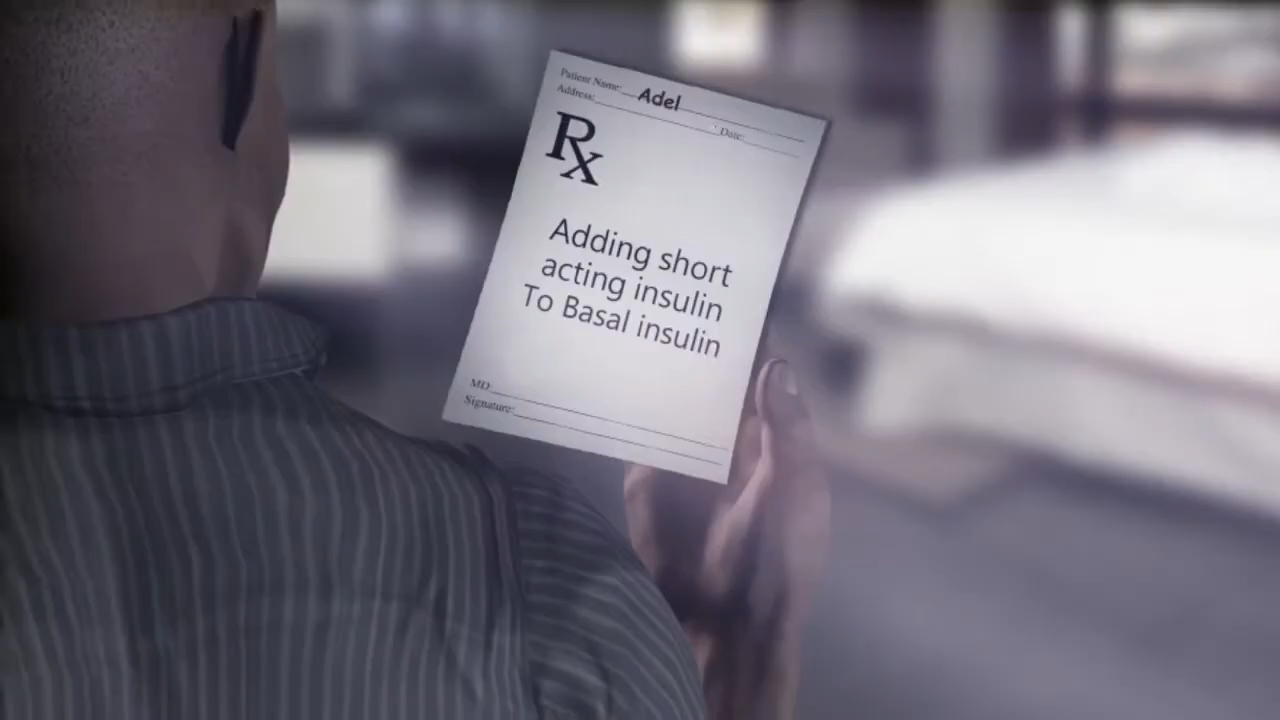 Patient Name: Adel
Address: Date:
Rx
Adding short
acting insulin
To Basal insulin
MD
Signature: